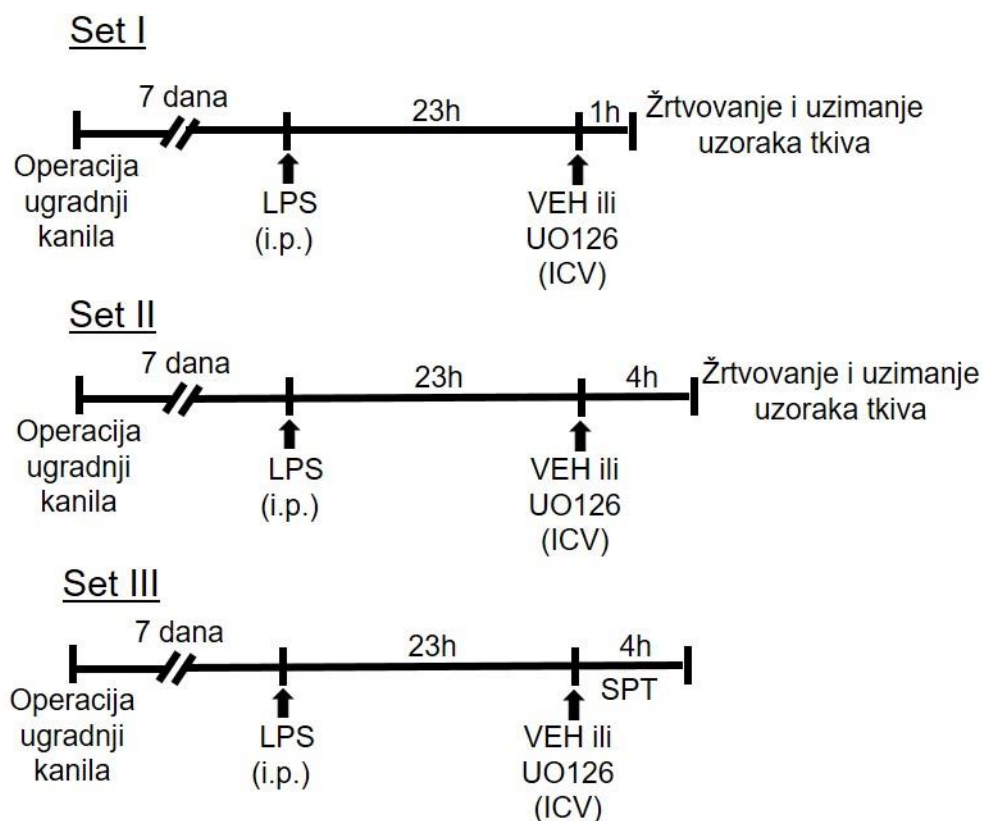 Set I
7 dana
23h
1h
Žrtvovanje i uzimanje
uzoraka tkiva
Operacija
ugradnji
kanila
LPS
(i.p.)
VEH ili
UO126
(ICV)
Set II
7 dana
23h
4h
Žrtvovanje i uzimanje
uzoraka tkiva
Operacija
ugradnji
kanila
LPS
(i.p.)
VEH ili
UO126
(ICV)
Set III
7 dana
23h
4h
SPT
Operacija
ugradnji
kanila
LPS
(i.p.)
VEH ili
UO126
(ICV)